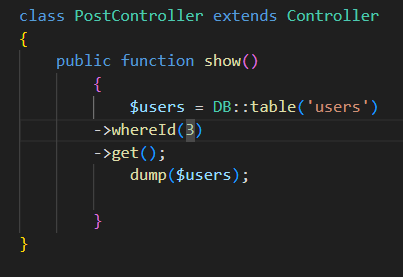 class PostController extends Controller
{
    public function show()
        {
            $users = DB::table('users')
        ->whereId(3)
        ->get();
            dump($users);
        }
}